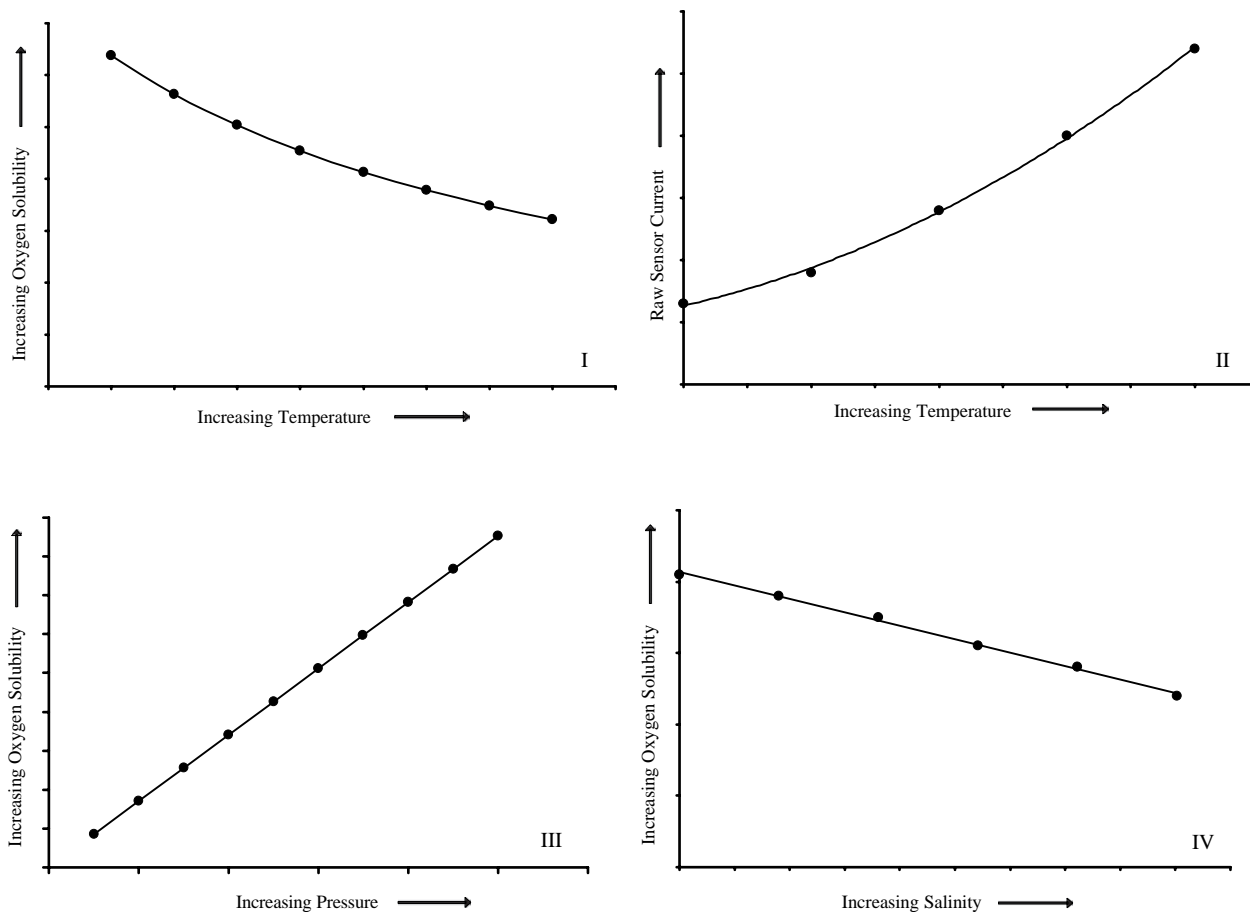 Increasing Oxygen Solubility
I
Increasing Temperature
Raw Sensor Current
II
Increasing Temperature
Increasing Oxygen Solubility
III
Increasing Pressure
Increasing Oxygen Solubility
IV
Increasing Salinity